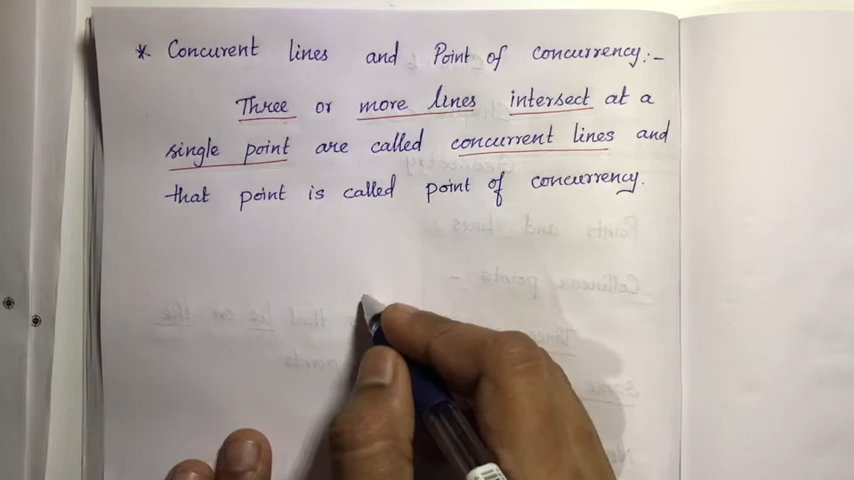 * Concurent lines and Point of concurrency:-
Three or more lines intersect at a
single point are called concurrent lines and
that point is called point of concurrency.